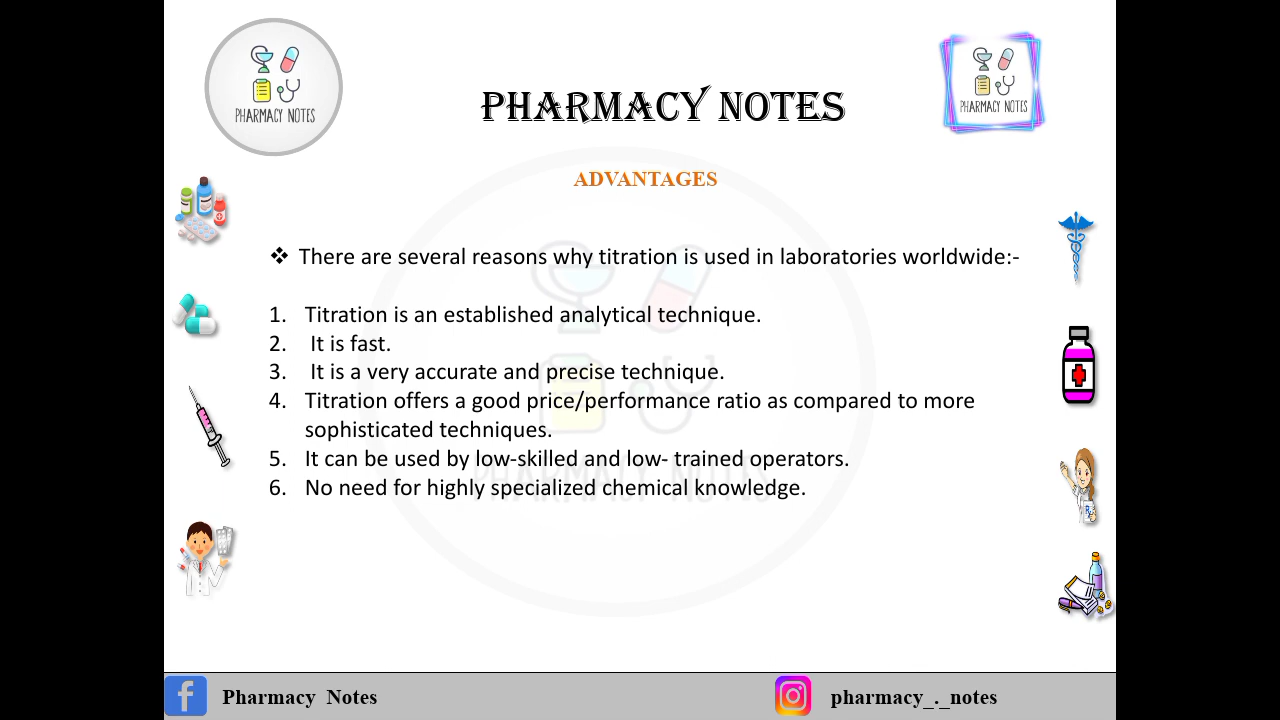 PHARMACY NOTES
PHARMACY NOTES
PHARMACY NOTES
ADVANTAGES
❖ There are several reasons why titration is used in laboratories worldwide:-
1. Titration is an established analytical technique.
2. It is fast.
3. It is a very accurate and precise technique.
4. Titration offers a good price/performance ratio as compared to more
sophisticated techniques.
5. It can be used by low-skilled and low- trained operators.
6. No need for highly specialized chemical knowledge.
PHARMACY NOTES
Rx
Pharmacy Notes
pharmacy_._notes